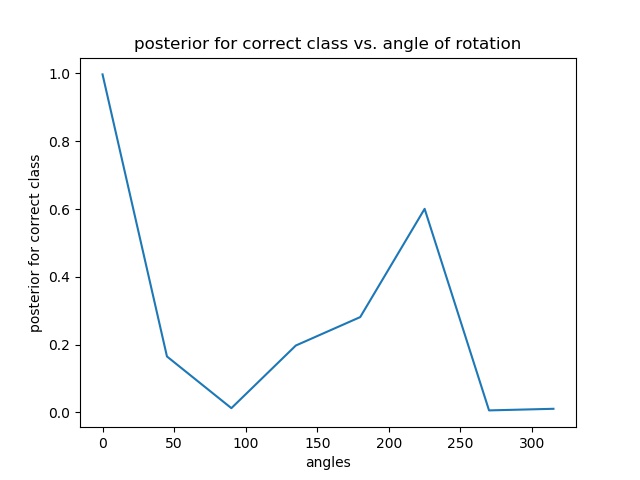 posterior for correct class vs. angle of rotation
1.0
0.8
0.6
0.4
0.2
0.0
posterior for correct class
0 50 100 150 200 250 300
angles